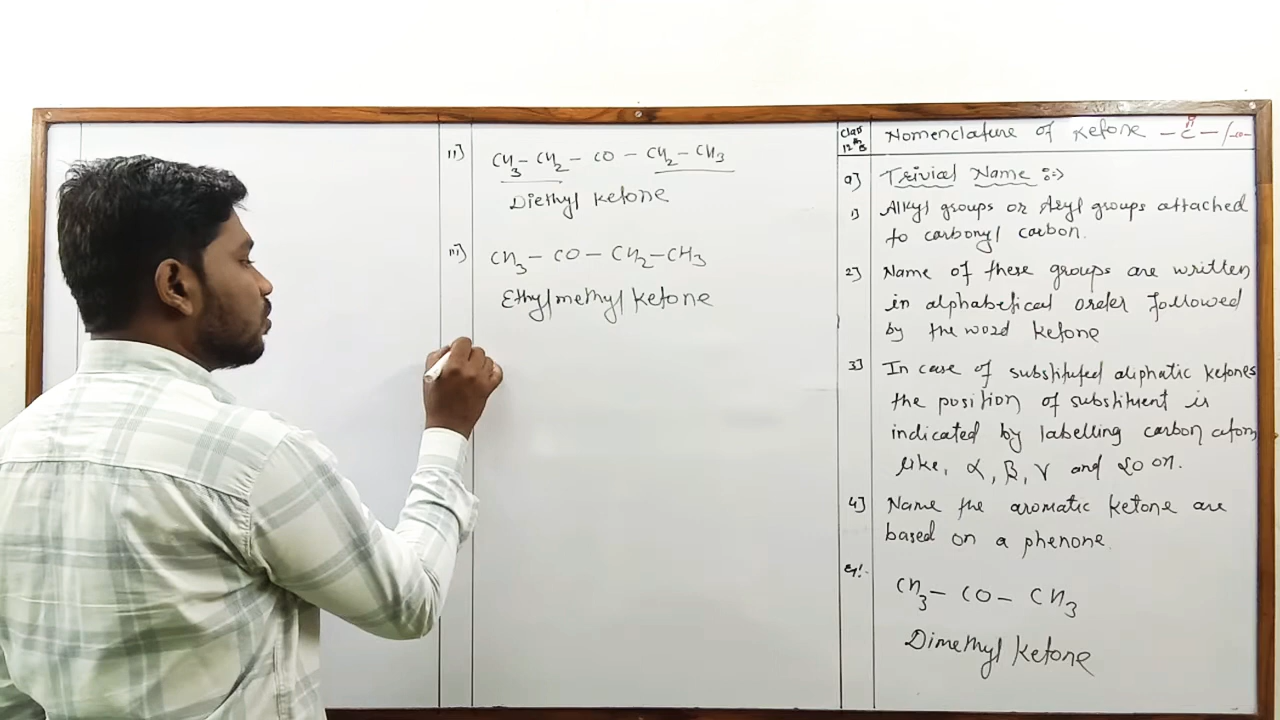 Class 12th B
Nomenclature of Ketone - C - / -co-
O
a] Trivial Name :->
1) Alkyl groups or Aryl groups attached
to carbonyl carbon.
2] Name of these groups are written
in alphabetical order followed
by the word ketone
3] In case of substituted aliphatic ketones
the position of substituent is
indicated by labelling carbon atom
like, α, β, γ and so on.
4] Name the aromatic ketone are
based on a phenone.
eg!-
CH3 - CO - CH3
Dimethyl ketone
ii] CH3 - CH2 - CO - CH2 - CH3
Diethyl ketone
iii] CH3 - CO - CH2 - CH3
Ethylmethyl ketone